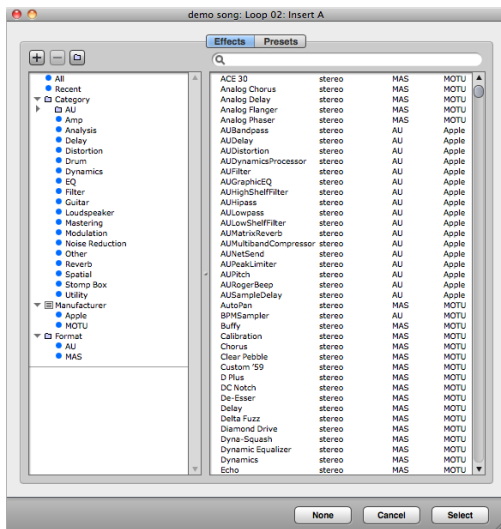 demo song: Loop 02: Insert A
Effects Presets
All
Recent
Category
AU
Amp
Analysis
Delay
Distortion
Drum
Dynamics
EQ
Filter
Guitar
Loudspeaker
Mastering
Modulation
Noise Reduction
Other
Reverb
Spatial
Stomp Box
Utility
Manufacturer
Apple
MOTU
Format
AU
MAS
ACE 30 stereo MAS MOTU
Analog Chorus stereo MAS MOTU
Analog Delay stereo MAS MOTU
Analog Flanger stereo MAS MOTU
Analog Phaser stereo MAS MOTU
AUBandpass stereo AU Apple
AUDelay stereo AU Apple
AUDistortion stereo AU Apple
AUDynamicsProcessor stereo AU Apple
AUFilter stereo AU Apple
AUGraphicEQ stereo AU Apple
AUHighShelfFilter stereo AU Apple
AUHipass stereo AU Apple
AULowpass stereo AU Apple
AULowShelfFilter stereo AU Apple
AUMatrixReverb stereo AU Apple
AUMultibandCompressor stereo AU Apple
AUNetSend stereo AU Apple
AUPeakLimiter stereo AU Apple
AUPitch stereo AU Apple
AURogerBeep stereo AU Apple
AUSampleDelay stereo AU Apple
AutoPan stereo MAS MOTU
BPMSampler stereo AU Apple
Buffy stereo MAS MOTU
Calibration stereo MAS MOTU
Chorus stereo MAS MOTU
Clear Pebble stereo MAS MOTU
Custom '59 stereo MAS MOTU
D Plus stereo MAS MOTU
DC Notch stereo MAS MOTU
De-Esser stereo MAS MOTU
Delay stereo MAS MOTU
Delta Fuzz stereo MAS MOTU
Diamond Drive stereo MAS MOTU
Dyna-Squash stereo MAS MOTU
Dynamic Equalizer stereo MAS MOTU
Dynamics stereo MAS MOTU
Echo stereo MAS MOTU
None Cancel Select